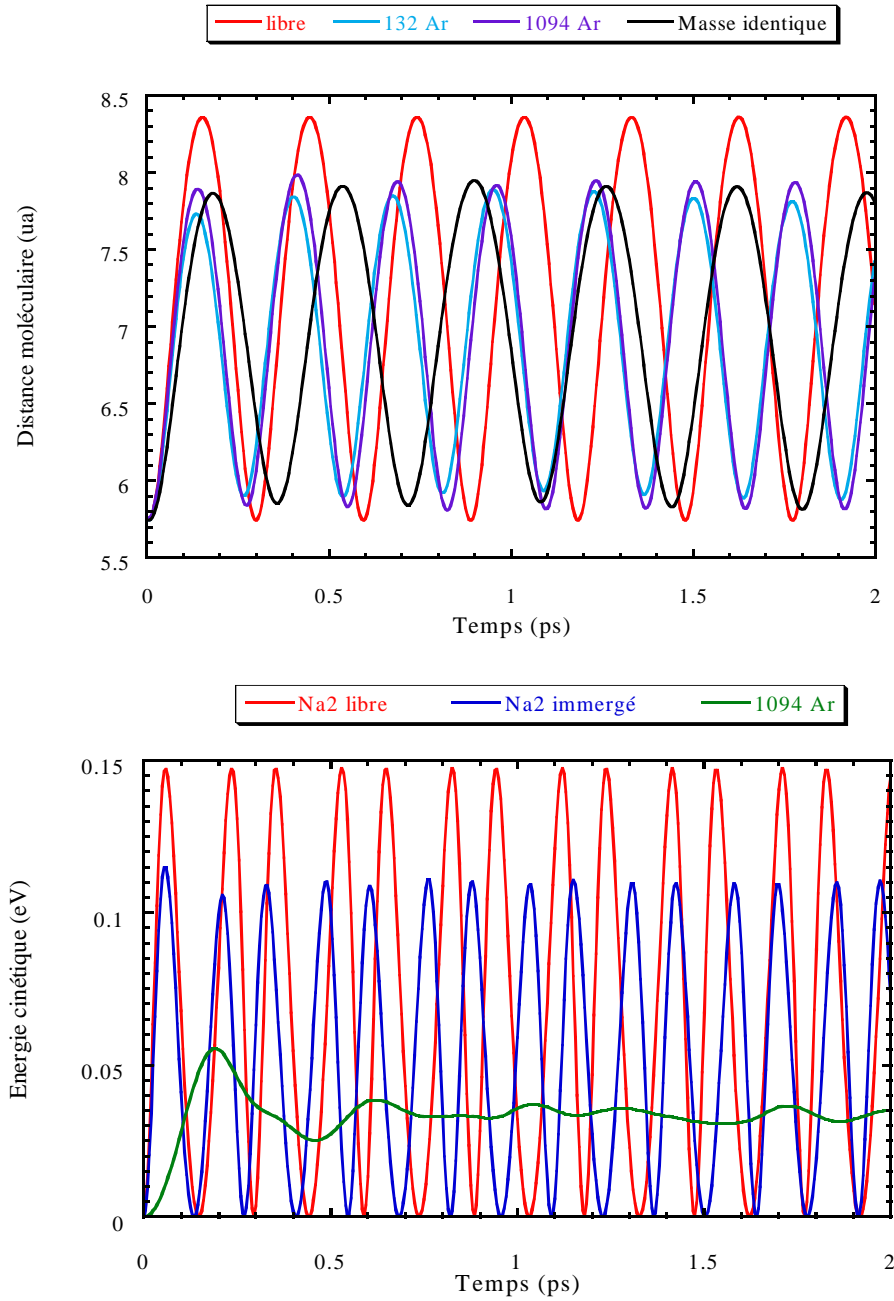 libre 132 Ar 1094 Ar Masse identique
8.5
8
7.5
7
6.5
6
5.5
Distance moléculaire (ua)
0 0.5 1 1.5 2
Temps (ps)
Na2 libre Na2 immergé 1094 Ar
0.15
0.1
0.05
0
Energie cinétique (eV)
0 0.5 1 1.5 2
Temps (ps)